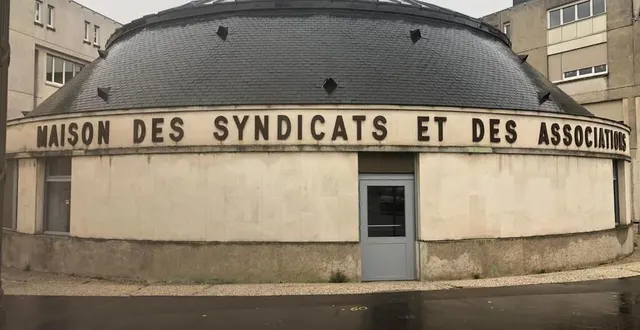 MAISON DES SYNDICATS ET DES ASSOCIATIONS